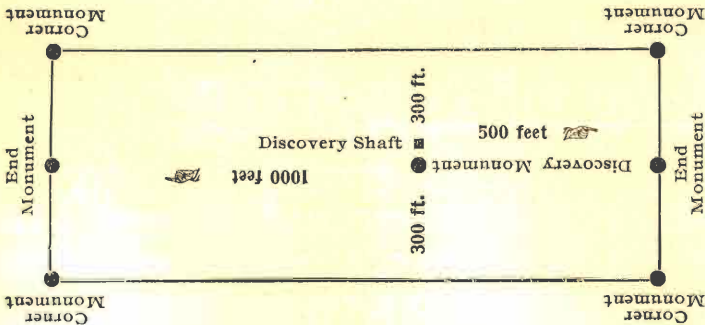 Corner
Monument
Corner
Monument
End
Monument
300 ft.
500 feet
Discovery Shaft
Discovery Monument
1000 feet
300 ft.
End
Monument
Corner
Monument
Corner
Monument